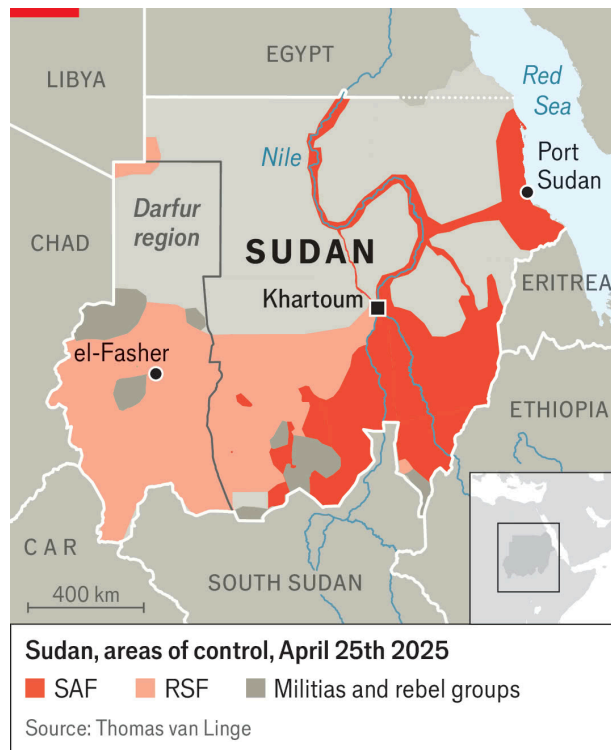 EGYPT
LIBYA
Red
Sea
Nile
Port
Sudan
Darfur
region
CHAD
SUDAN
ERITREA
Khartoum
el-Fasher
ETHIOPIA
CAR
SOUTH SUDAN
400 km
Sudan, areas of control, April 25th 2025
SAF RSF Militias and rebel groups
Source: Thomas van Linge